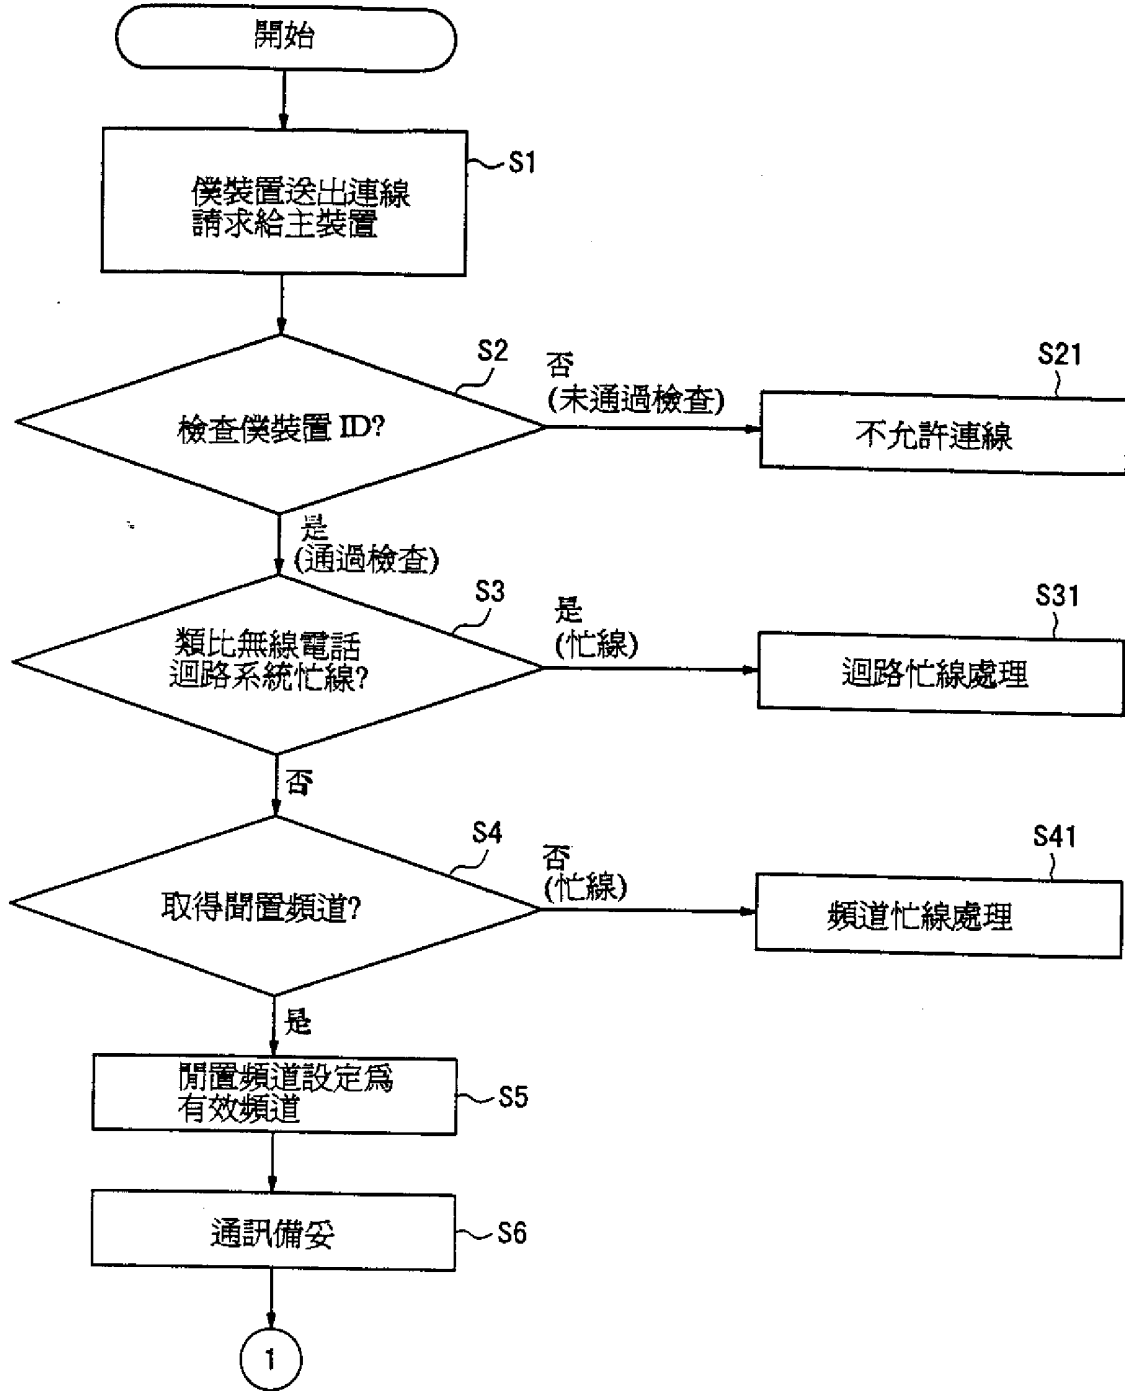 開始
S1
僕裝置送出連線
請求給主裝置
S2
檢查僕裝置 ID?
否
(未通過檢查)
S21
不允許連線
是
(通過檢查)
S3
類比無線電話
迴路系統忙線?
是
(忙線)
S31
迴路忙線處理
否
S4
取得閒置頻道?
否
(忙線)
S41
頻道忙線處理
是
閒置頻道設定為
有效頻道
S5
通訊備妥
S6
1